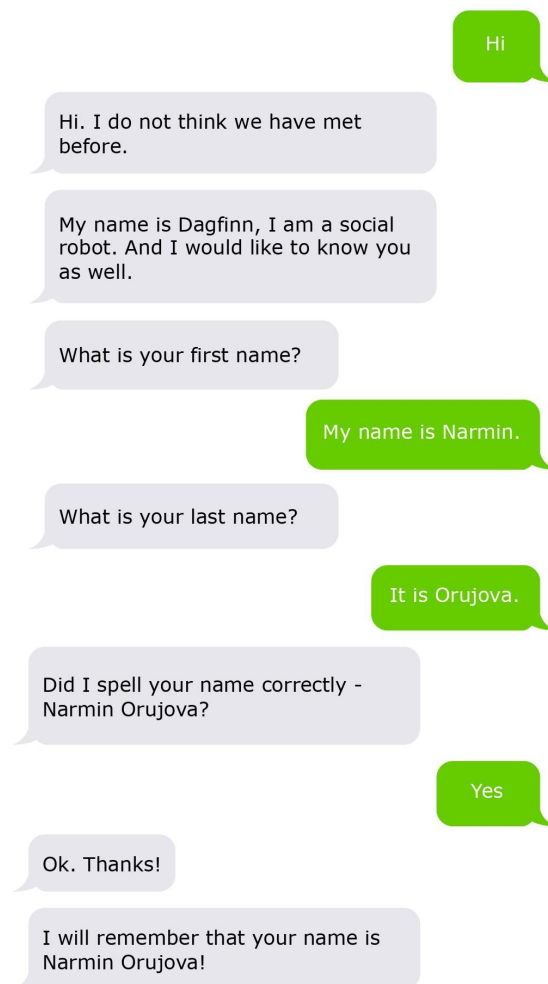 Hi
Hi. I do not think we have met
before.
My name is Dagfinn, I am a social
robot. And I would like to know you
as well.
What is your first name?
My name is Narmin.
What is your last name?
It is Orujova.
Did I spell your name correctly -
Narmin Orujova?
Yes
Ok. Thanks!
I will remember that your name is
Narmin Orujova!